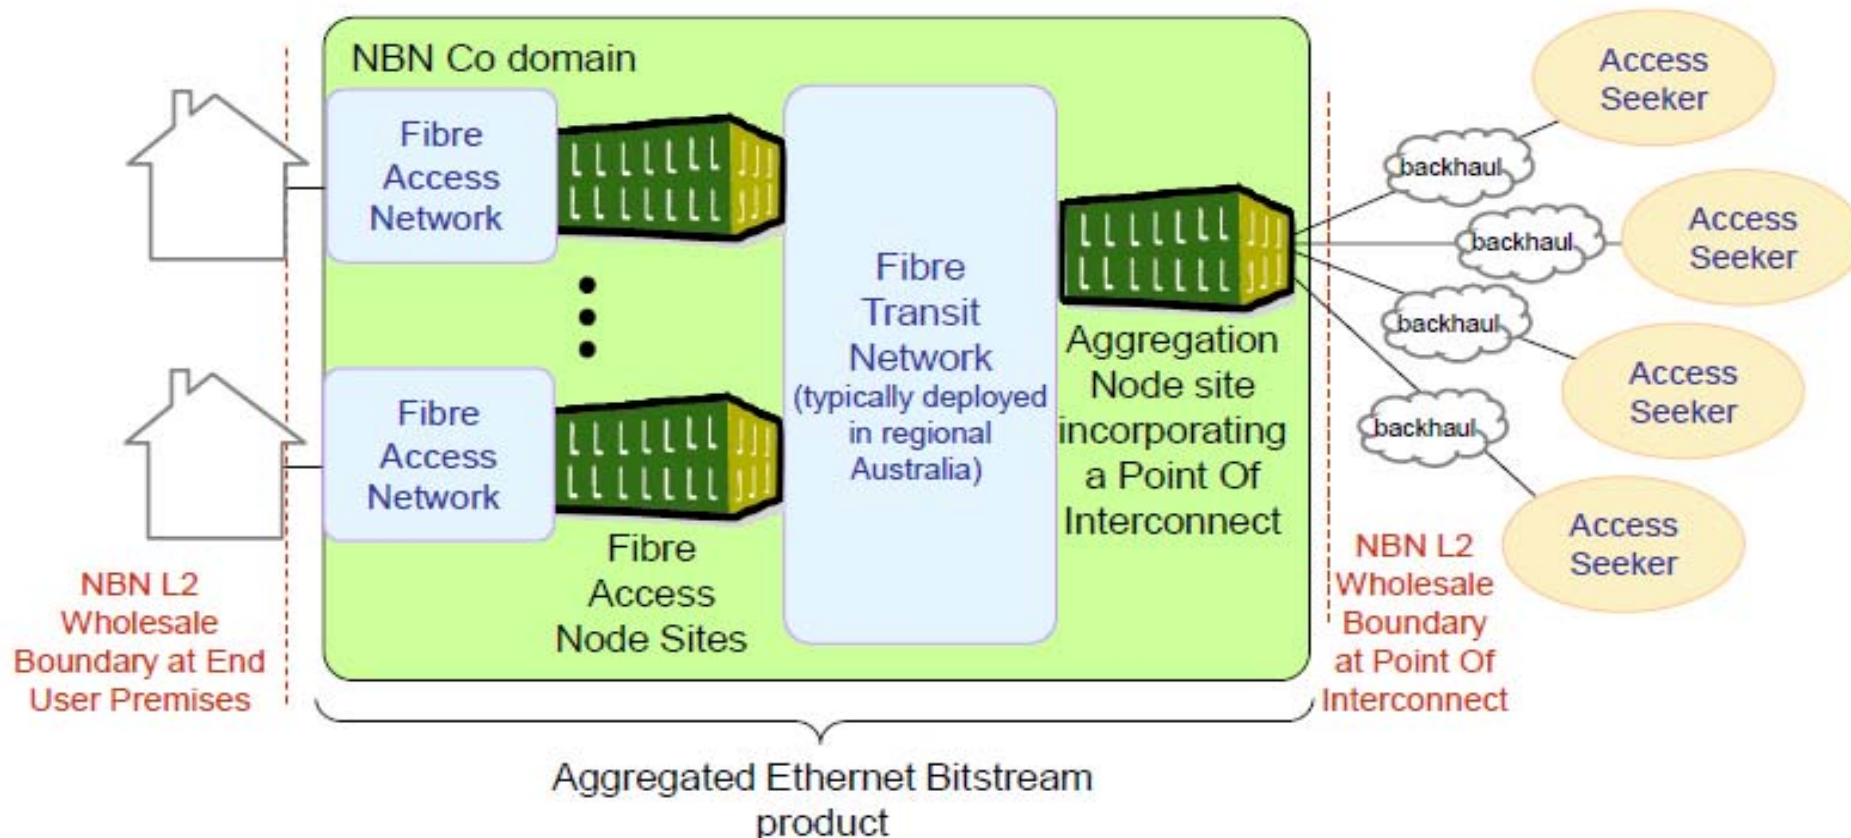 NBN Co domain
Fibre
Access
Network
Fibre
Access
Network
Fibre
Access
Node Sites
Fibre
Transit
Network
(typically deployed
in regional
Australia)
Aggregation
Node site
incorporating
a Point Of
Interconnect
backhaul
backhaul
backhaul
backhaul
Access
Seeker
Access
Seeker
Access
Seeker
Access
Seeker
NBN L2
Wholesale
Boundary at End
User Premises
NBN L2
Wholesale
Boundary
at Point Of
Interconnect
Aggregated Ethernet Bitstream
product